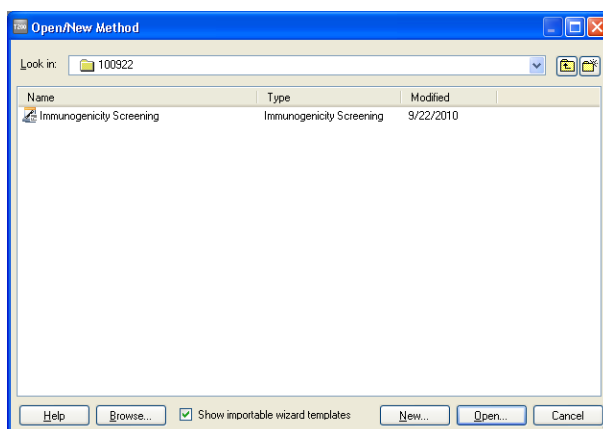 T200 Open/New Method
Look in: 100922
Name Type Modified
Immunogenicity Screening Immunogenicity Screening 9/22/2010
Help Browse... Show importable wizard templates New... Open... Cancel